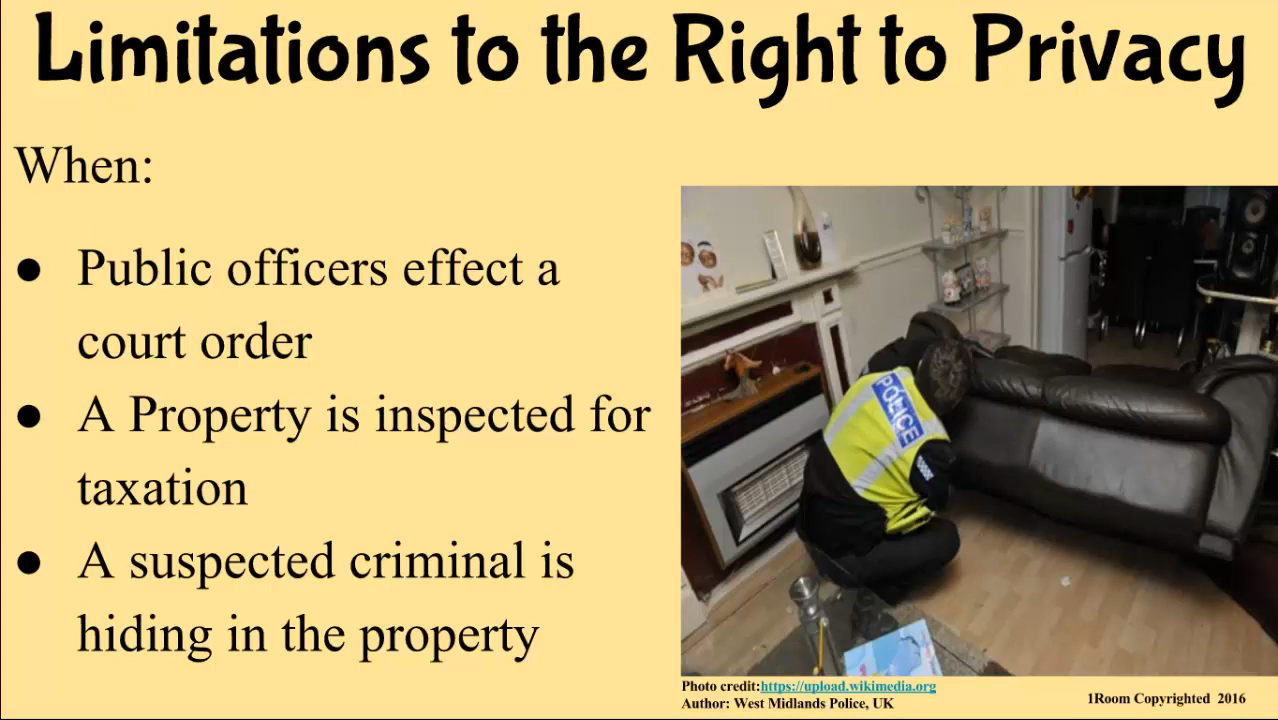 Limitations to the Right to Privacy
When:
● Public officers effect a
court order
● A Property is inspected for
taxation
● A suspected criminal is
hiding in the property
POLICE
Photo credit:https://upload.wikimedia.org
Author: West Midlands Police, UK
1Room Copyrighted 2016